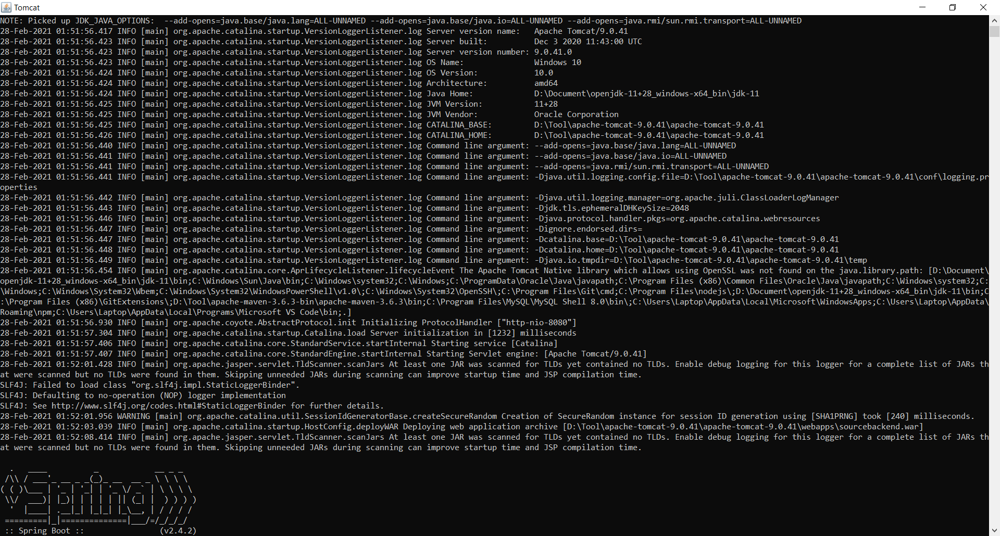 Tomcat
NOTE: Picked up JDK_JAVA_OPTIONS:  --add-opens=java.base/java.lang=ALL-UNNAMED --add-opens=java.base/java.io=ALL-UNNAMED --add-opens=java.rmi/sun.rmi.transport=ALL-UNNAMED
28-Feb-2021 01:51:56.417 INFO [main] org.apache.catalina.startup.VersionLoggerListener.log Server version name:   Apache Tomcat/9.0.41
28-Feb-2021 01:51:56.423 INFO [main] org.apache.catalina.startup.VersionLoggerListener.log Server built:          Dec 3 2020 11:43:00 UTC
28-Feb-2021 01:51:56.423 INFO [main] org.apache.catalina.startup.VersionLoggerListener.log Server version number: 9.0.41.0
28-Feb-2021 01:51:56.423 INFO [main] org.apache.catalina.startup.VersionLoggerListener.log OS Name:               Windows 10
28-Feb-2021 01:51:56.424 INFO [main] org.apache.catalina.startup.VersionLoggerListener.log OS Version:            10.0
28-Feb-2021 01:51:56.424 INFO [main] org.apache.catalina.startup.VersionLoggerListener.log Architecture:          amd64
28-Feb-2021 01:51:56.424 INFO [main] org.apache.catalina.startup.VersionLoggerListener.log Java Home:             D:\Document\openjdk-11+28_windows-x64_bin\jdk-11
28-Feb-2021 01:51:56.425 INFO [main] org.apache.catalina.startup.VersionLoggerListener.log JVM Version:           11+28
28-Feb-2021 01:51:56.425 INFO [main] org.apache.catalina.startup.VersionLoggerListener.log JVM Vendor:            Oracle Corporation
28-Feb-2021 01:51:56.425 INFO [main] org.apache.catalina.startup.VersionLoggerListener.log CATALINA_BASE:         D:\Tool\apache-tomcat-9.0.41\apache-tomcat-9.0.41
28-Feb-2021 01:51:56.426 INFO [main] org.apache.catalina.startup.VersionLoggerListener.log CATALINA_HOME:         D:\Tool\apache-tomcat-9.0.41\apache-tomcat-9.0.41
28-Feb-2021 01:51:56.440 INFO [main] org.apache.catalina.startup.VersionLoggerListener.log Command line argument: --add-opens=java.base/java.lang=ALL-UNNAMED
28-Feb-2021 01:51:56.441 INFO [main] org.apache.catalina.startup.VersionLoggerListener.log Command line argument: --add-opens=java.base/java.io=ALL-UNNAMED
28-Feb-2021 01:51:56.441 INFO [main] org.apache.catalina.startup.VersionLoggerListener.log Command line argument: --add-opens=java.rmi/sun.rmi.transport=ALL-UNNAMED
28-Feb-2021 01:51:56.441 INFO [main] org.apache.catalina.startup.VersionLoggerListener.log Command line argument: -Djava.util.logging.config.file=D:\Tool\apache-tomcat-9.0.41\apache-tomcat-9.0.41\conf\logging.pr
operties
28-Feb-2021 01:51:56.442 INFO [main] org.apache.catalina.startup.VersionLoggerListener.log Command line argument: -Djava.util.logging.manager=org.apache.juli.ClassLoaderLogManager
28-Feb-2021 01:51:56.443 INFO [main] org.apache.catalina.startup.VersionLoggerListener.log Command line argument: -Djdk.tls.ephemeralDHKeySize=2048
28-Feb-2021 01:51:56.446 INFO [main] org.apache.catalina.startup.VersionLoggerListener.log Command line argument: -Djava.protocol.handler.pkgs=org.apache.catalina.webresources
28-Feb-2021 01:51:56.447 INFO [main] org.apache.catalina.startup.VersionLoggerListener.log Command line argument: -Dignore.endorsed.dirs=
28-Feb-2021 01:51:56.447 INFO [main] org.apache.catalina.startup.VersionLoggerListener.log Command line argument: -Dcatalina.base=D:\Tool\apache-tomcat-9.0.41\apache-tomcat-9.0.41
28-Feb-2021 01:51:56.448 INFO [main] org.apache.catalina.startup.VersionLoggerListener.log Command line argument: -Dcatalina.home=D:\Tool\apache-tomcat-9.0.41\apache-tomcat-9.0.41
28-Feb-2021 01:51:56.449 INFO [main] org.apache.catalina.startup.VersionLoggerListener.log Command line argument: -Djava.io.tmpdir=D:\Tool\apache-tomcat-9.0.41\apache-tomcat-9.0.41\temp
28-Feb-2021 01:51:56.454 INFO [main] org.apache.catalina.core.AprLifecycleListener.lifecycleEvent The Apache Tomcat Native library which allows using OpenSSL was not found on the java.library.path: [D:\Document\
openjdk-11+28_windows-x64_bin\jdk-11\bin;C:\Windows\Sun\Java\bin;C:\Windows\system32;C:\Windows;C:\ProgramData\Oracle\Java\javapath;C:\Program Files (x86)\Common Files\Oracle\Java\javapath;C:\Windows\system32;C:
\Windows;C:\Windows\System32\Wbem;C:\Windows\System32\WindowsPowerShell\v1.0\;C:\Windows\System32\OpenSSH\;C:\Program Files\Git\cmd;C:\Program Files\nodejs\;D:\Document\openjdk-11+28_windows-x64_bin\jdk-11\bin;C
:\Program Files (x86)\GitExtensions\;D:\Tool\apache-maven-3.6.3-bin\apache-maven-3.6.3\bin;C:\Program Files\MySQL\MySQL Shell 8.0\bin\;C:\Users\Laptop\AppData\Local\Microsoft\WindowsApps;C:\Users\Laptop\AppData\
Roaming\npm;C:\Users\Laptop\AppData\Local\Programs\Microsoft VS Code\bin;.]
28-Feb-2021 01:51:56.930 INFO [main] org.apache.coyote.AbstractProtocol.init Initializing ProtocolHandler ["http-nio-8080"]
28-Feb-2021 01:51:57.304 INFO [main] org.apache.catalina.startup.Catalina.load Server initialization in [1232] milliseconds
28-Feb-2021 01:51:57.406 INFO [main] org.apache.catalina.core.StandardService.startInternal Starting service [Catalina]
28-Feb-2021 01:51:57.407 INFO [main] org.apache.catalina.core.StandardEngine.startInternal Starting Servlet engine: [Apache Tomcat/9.0.41]
28-Feb-2021 01:52:01.428 INFO [main] org.apache.jasper.servlet.TldScanner.scanJars At least one JAR was scanned for TLDs yet contained no TLDs. Enable debug logging for this logger for a complete list of JARs th
at were scanned but no TLDs were found in them. Skipping unneeded JARs during scanning can improve startup time and JSP compilation time.
SLF4J: Failed to load class "org.slf4j.impl.StaticLoggerBinder".
SLF4J: Defaulting to no-operation (NOP) logger implementation
SLF4J: See http://www.slf4j.org/codes.html#StaticLoggerBinder for further details.
28-Feb-2021 01:52:01.956 WARNING [main] org.apache.catalina.util.SessionIdGeneratorBase.createSecureRandom Creation of SecureRandom instance for session ID generation using [SHA1PRNG] took [240] milliseconds.
28-Feb-2021 01:52:03.039 INFO [main] org.apache.catalina.startup.HostConfig.deployWAR Deploying web application archive [D:\Tool\apache-tomcat-9.0.41\apache-tomcat-9.0.41\webapps\sourcebackend.war]
28-Feb-2021 01:52:08.414 INFO [main] org.apache.jasper.servlet.TldScanner.scanJars At least one JAR was scanned for TLDs yet contained no TLDs. Enable debug logging for this logger for a complete list of JARs th
at were scanned but no TLDs were found in them. Skipping unneeded JARs during scanning can improve startup time and JSP compilation time.
  .   ____          _            __ _ _
 /\\ / ___'_ __ _ _(_)_ __  __ _ \ \ \ \
( ( )\___ | '_ | '_| | '_ \/ _` | \ \ \ \
 \\/  ___)| |_)| | | | | || (_| |  ) ) ) )
  '  |____| .__|_| |_|_| |_\__, | / / / /
 =========|_|==============|___/=/_/_/_/
 :: Spring Boot ::                (v2.4.2)